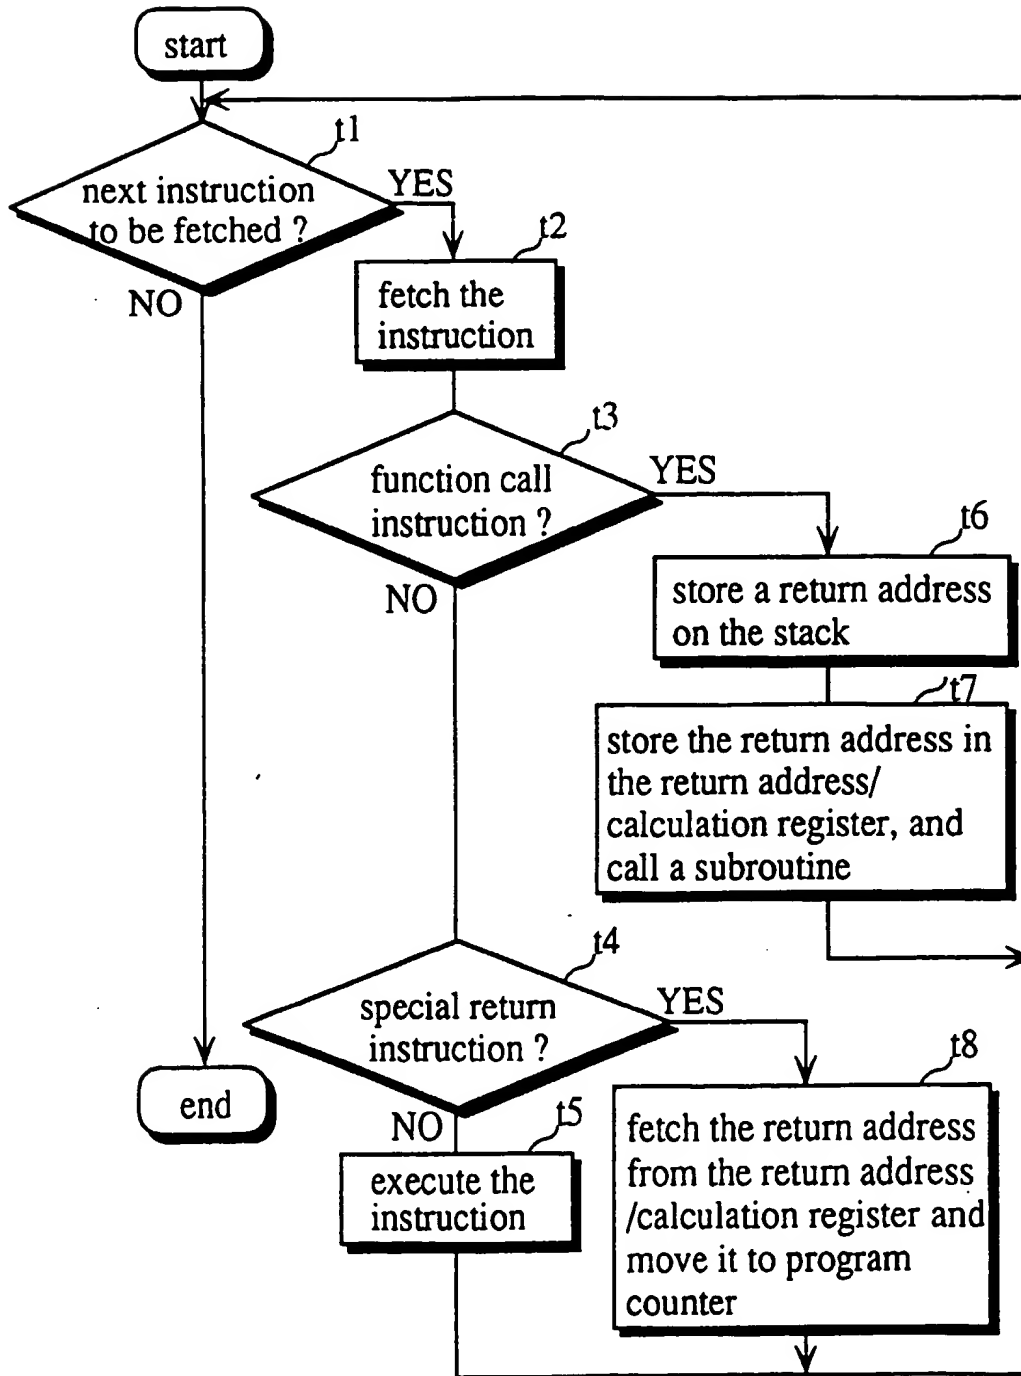 start
t1
next instruction
to be fetched ?
YES
NO
t2
fetch the
instruction
t3
function call
instruction ?
YES
NO
t6
store a return address
on the stack
t7
store the return address in
the return address/
calculation register, and
call a subroutine
t4
special return
instruction ?
YES
NO
t8
fetch the return address
from the return address
/calculation register and
move it to program
counter
t5
execute the
instruction
end